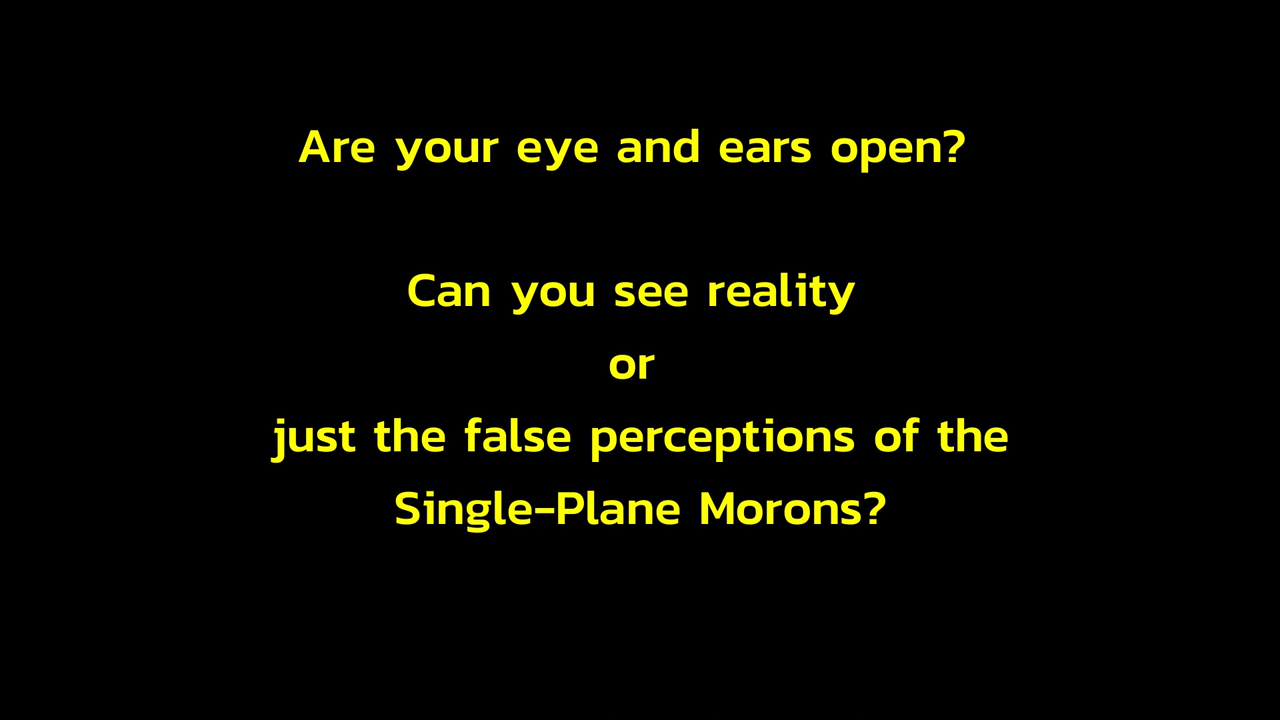 Are your eye and ears open?
Can you see reality
or
just the false perceptions of the
Single-Plane Morons?